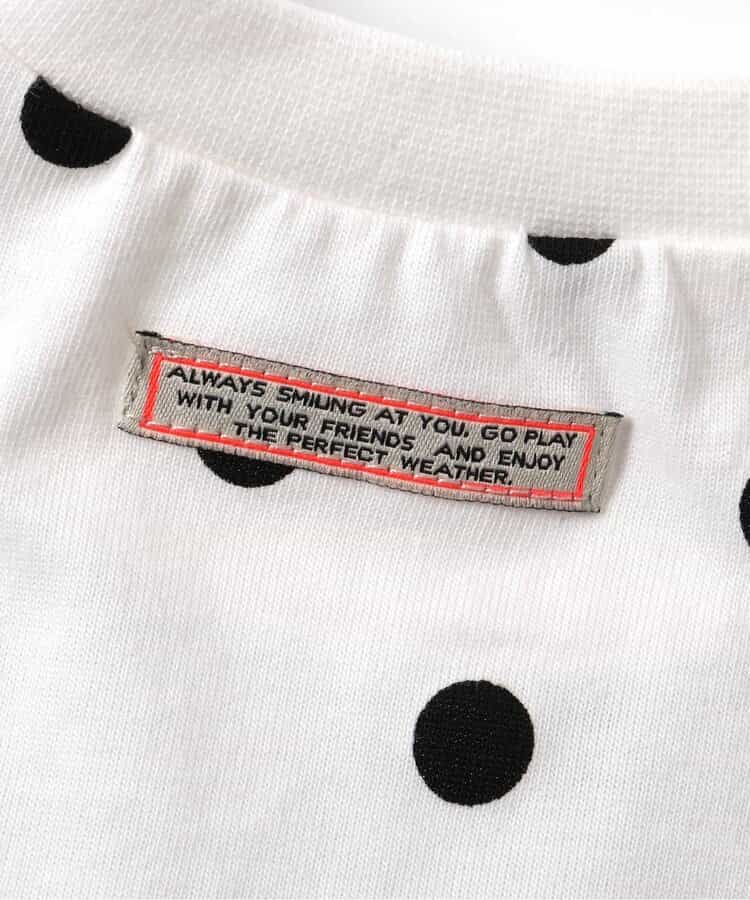 ALWAYS SMILING AT YOU. GO PLAY
WITH YOUR FRIENDS AND ENJOY
THE PERFECT WEATHER.